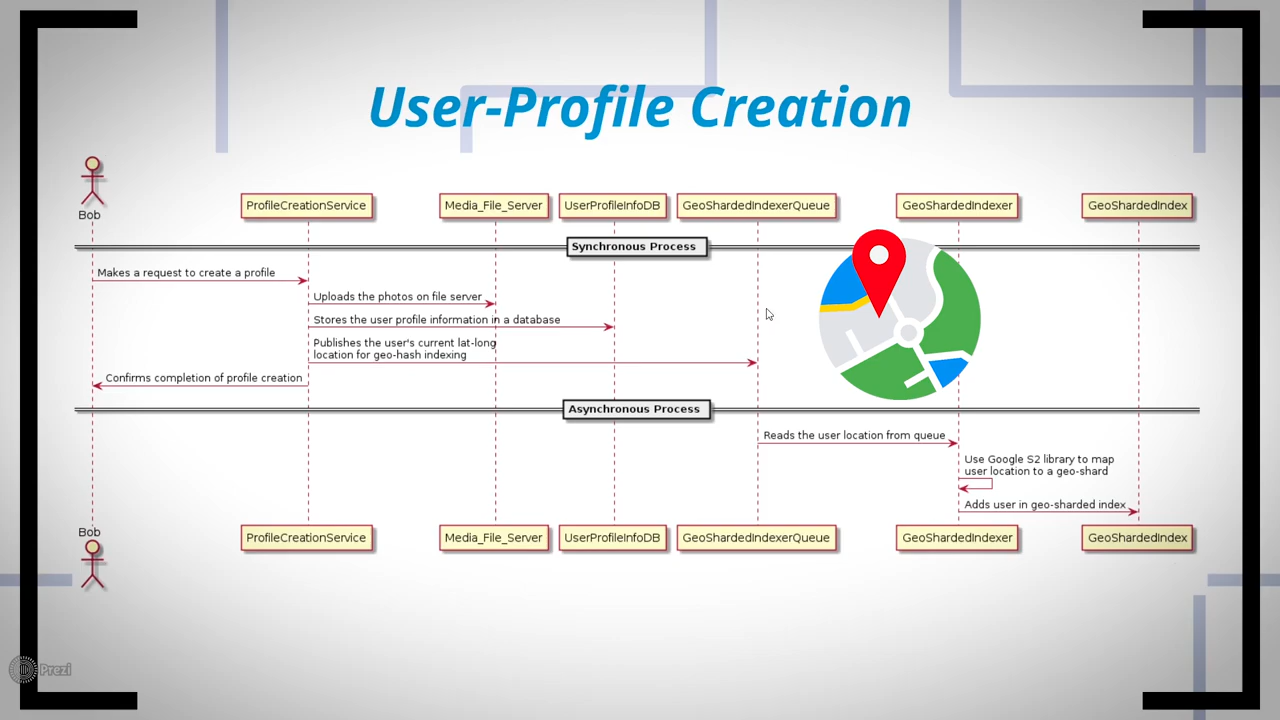 User-Profile Creation
Bob
ProfileCreationService
Media_File_Server
UserProfileInfoDB
GeoShardedIndexerQueue
GeoShardedIndexer
GeoShardedIndex
Synchronous Process
Makes a request to create a profile
Uploads the photos on file server
Stores the user profile information in a database
Publishes the user's current lat-long
location for geo-hash indexing
Confirms completion of profile creation
Asynchronous Process
Reads the user location from queue
Use Google S2 library to map
user location to a geo-shard
Adds user in geo-sharded index
Bob
ProfileCreationService
Media_File_Server
UserProfileInfoDB
GeoShardedIndexerQueue
GeoShardedIndexer
GeoShardedIndex
Prezi